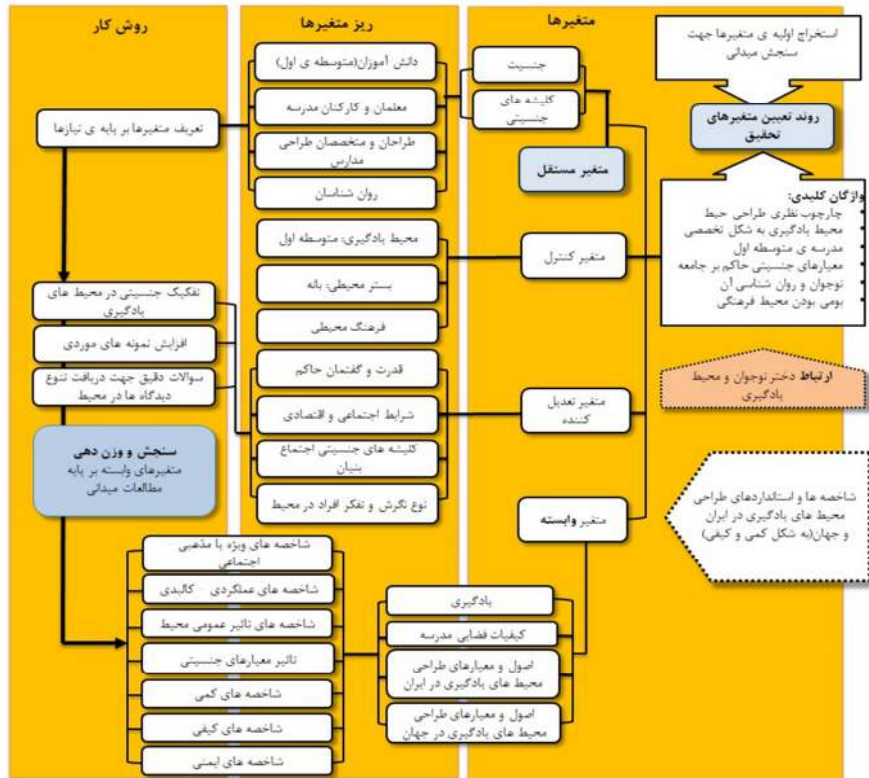 متغیرها
ریز متغیرها
روش کار
استخراج اولیه ی متغیرها جهت
سنجش میدانی
روند تعیین متغیرهای
تحقیق
واژگان کلیدی:
• چارچوب نظری طراحی حیط
• محیط یادگیری به شکل تخصصی
• مدرسه ی متوسطه اول
• معیارهای جنسیتی حاکم بر جامعه
• نوجوان و روان شناسی آن
• بومی بودن محیط فرهنگی
ارتباط دختر نوجوان و محیط
یادگیری
شاخصه ها و استانداردهای طراحی
محیط های یادگیری در ایران
و جهان(به شکل کمی و کیفی)
جنسیت
کلیشه های
جنسیتی
متغیر مستقل
متغیر کنترل
متغیر تعدیل
کننده
متغیر وابسته
یادگیری
کیفیات فضایی مدرسه
اصول و معیارهای طراحی
محیط های یادگیری در ایران
اصول و معیارهای طراحی
محیط های یادگیری در جهان
دانش آموزان(متوسطه ی اول)
معلمان و کارکنان مدرسه
طراحان و متخصصان طراحی
مدارس
روان شناسان
محیط یادگیری: متوسطه اول
بستر محیطی: بانه
فرهنگ محیطی
قدرت و گفتمان حاکم
شرایط اجتماعی و اقتصادی
کلیشه های جنسیتی اجتماع
بنیان
نوع نگرش و تفکر افراد در محیط
تعریف متغیرها بر پایه ی نیازها
تفکیک جنسیتی در محیط های
یادگیری
افزایش نمونه های موردی
سوالات دقیق جهت دریافت تنوع
دیدگاه ها در محیط
سنجش و وزن دهی
متغیرهای وابسته بر پایه
مطالعات میدانی
شاخصه های ویژه یا مذهبی
اجتماعی
شاخصه های عملکردی – کالبدی
شاخصه های تاثیر عمومی محیط
تاثیر معیارهای جنسیتی
شاخصه های کمی
شاخصه های کیفی
شاخصه های ایمنی